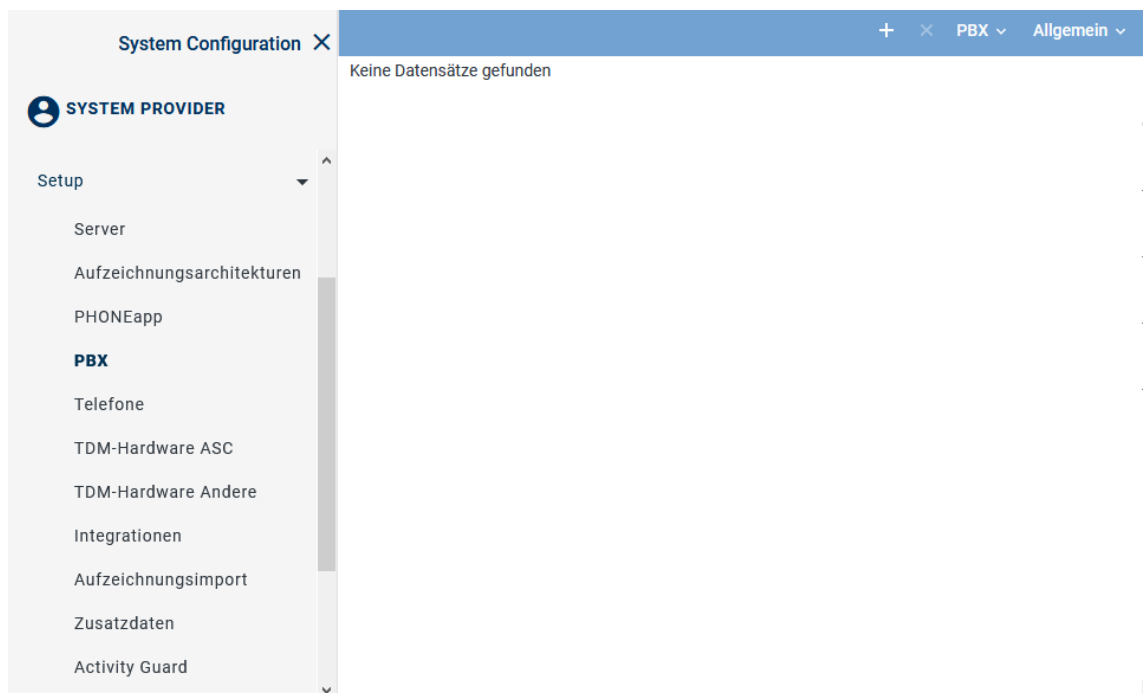 System Configuration
PBX Allgemein
Keine Datensätze gefunden
SYSTEM PROVIDER
Setup
Server
Aufzeichnungsarchitekturen
PHONEapp
PBX
Telefone
TDM-Hardware ASC
TDM-Hardware Andere
Integrationen
Aufzeichnungsimport
Zusatzdaten
Activity Guard